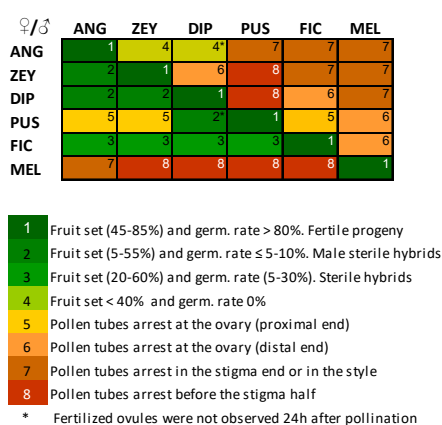 ♀/♂ ANG ZEY DIP PUS FIC MEL
ANG 1 4 4* 7 7 7
ZEY 2 1 6 8 7 7
DIP 2 2 1 8 6 7
PUS 5 5 2* 1 5 6
FIC 3 3 3 3 1 6
MEL 7 8 8 8 8 1
1 Fruit set (45-85%) and germ. rate > 80%. Fertile progeny
2 Fruit set (5-55%) and germ. rate ≤ 5-10%. Male sterile hybrids
3 Fruit set (20-60%) and germ. rate (5-30%). Sterile hybrids
4 Fruit set < 40% and germ. rate 0%
5 Pollen tubes arrest at the ovary (proximal end)
6 Pollen tubes arrest at the ovary (distal end)
7 Pollen tubes arrest in the stigma end or in the style
8 Pollen tubes arrest before the stigma half
* Fertilized ovules were not observed 24h after pollination